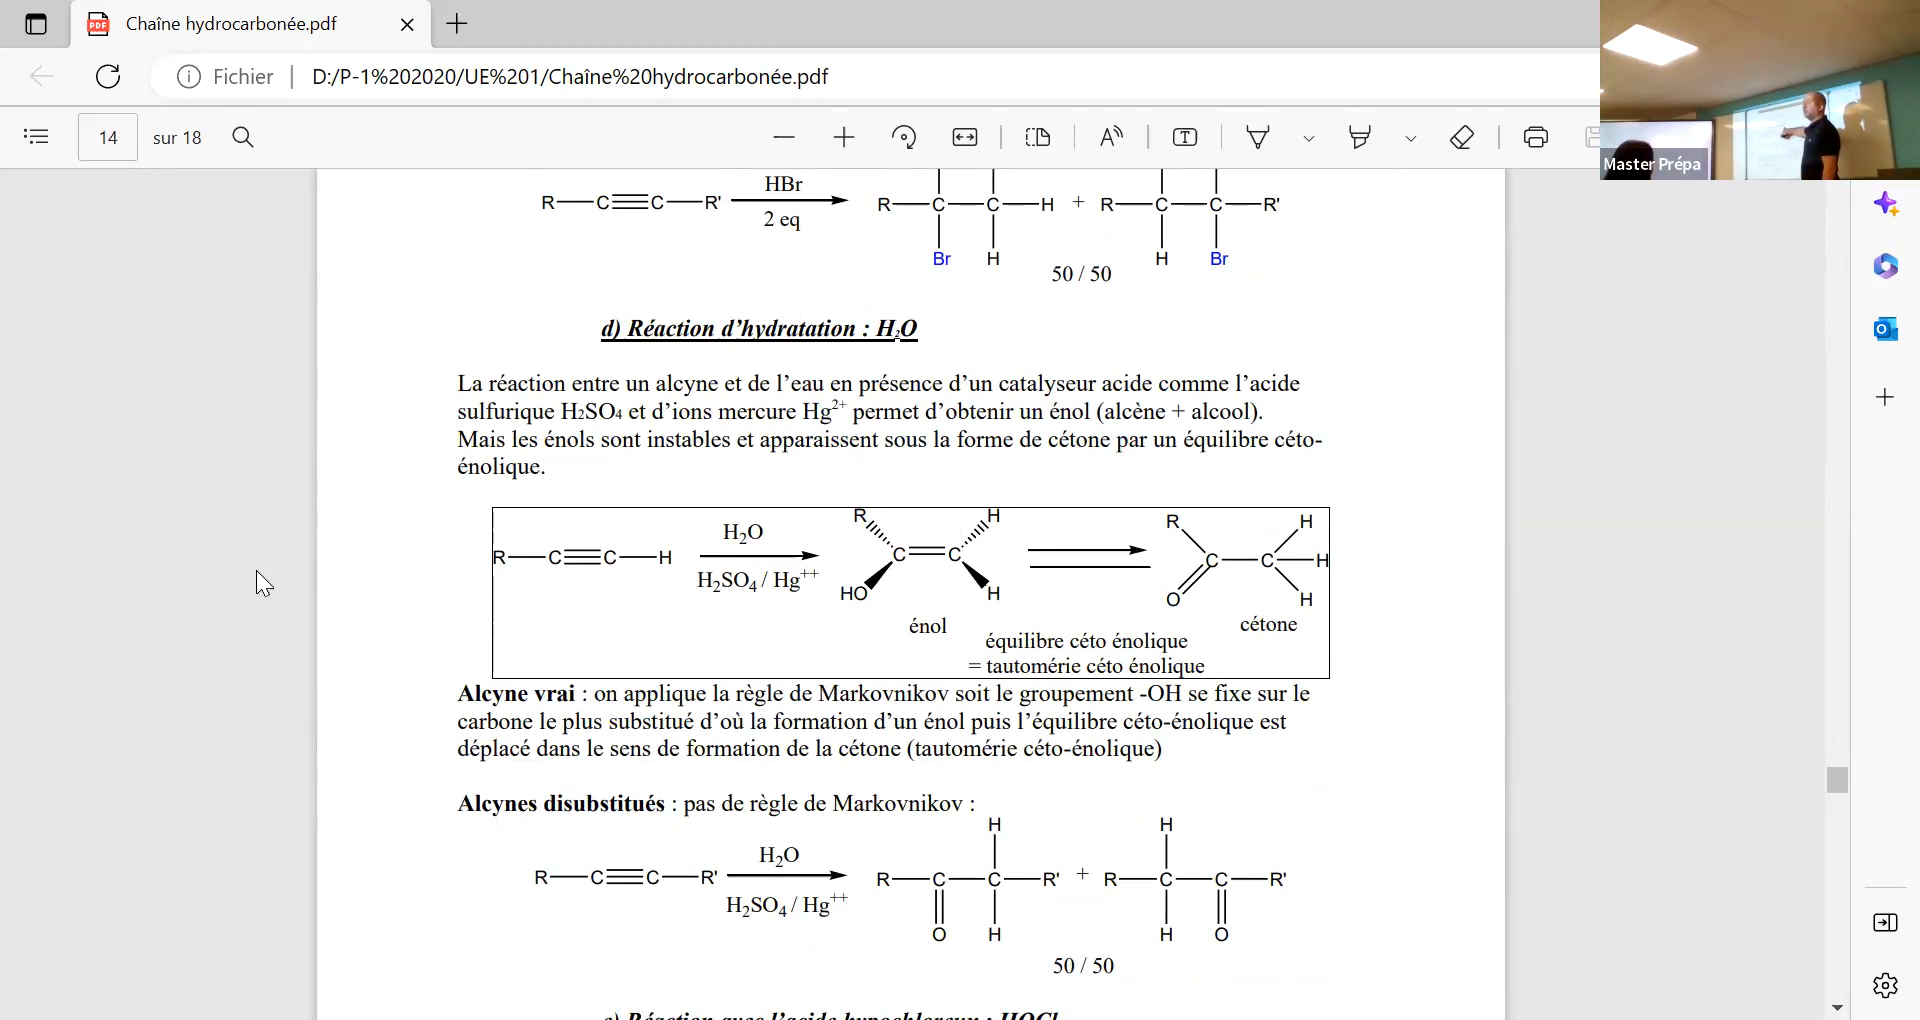 Chaîne hydrocarbonée.pdf
Fichier | D:/P-1%202020/UE%201/Chaîne%20hydrocarbonée.pdf
14 sur 18
Master Prépa
R—C≡C—R' HBr 2 eq R—C—C—H + R—C—C—R'
Br H H Br
50 / 50
d) Réaction d'hydratation : H₂O
La réaction entre un alcyne et de l'eau en présence d'un catalyseur acide comme l'acide
sulfurique H2SO4 et d'ions mercure Hg²⁺ permet d'obtenir un énol (alcène + alcool).
Mais les énols sont instables et apparaissent sous la forme de cétone par un équilibre céto-
énolique.
R H R H
R—C≡C—H H₂O C=C C—C—H
H₂SO₄ / Hg⁺⁺ HO H O H
énol cétone
équilibre céto énolique
= tautomérie céto énolique
Alcyne vrai : on applique la règle de Markovnikov soit le groupement -OH se fixe sur le
carbone le plus substitué d'où la formation d'un énol puis l'équilibre céto-énolique est
déplacé dans le sens de formation de la cétone (tautomérie céto-énolique)
Alcynes disubstitués : pas de règle de Markovnikov :
H H
R—C≡C—R' H₂O R—C—C—R' + R—C—C—R'
H₂SO₄ / Hg⁺⁺ O H H O
50 / 50
e) Réaction avec l'acide hypochloreux : HOCl